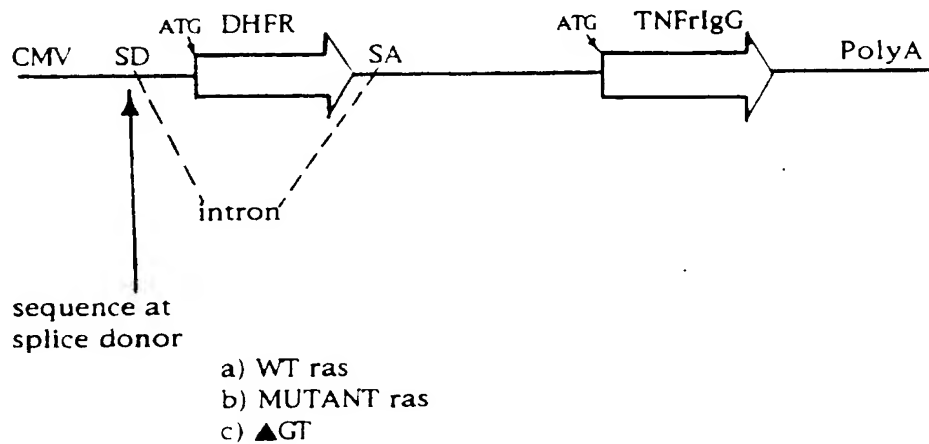 ATG DHFR ATG TNFrIgG
CMV SD SA PolyA
intron
sequence at
splice donor
a) WT ras
b) MUTANT ras
c) ▲GT